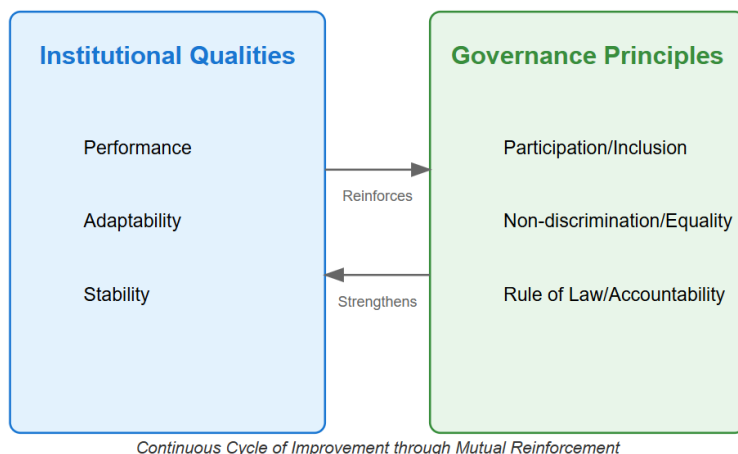 Institutional Qualities
Performance
Adaptability
Stability
Reinforces
Strengthens
Governance Principles
Participation/Inclusion
Non-discrimination/Equality
Rule of Law/Accountability
Continuous Cycle of Improvement through Mutual Reinforcement